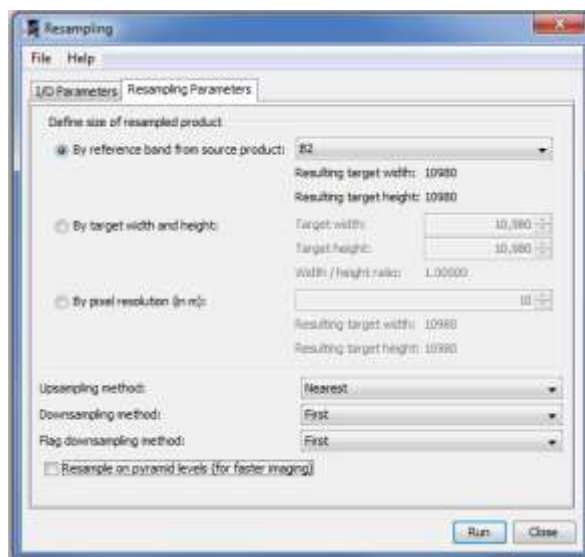 Resampling
File Help
I/O Parameters Resampling Parameters
Define size of resampled product
By reference band from source product: B2
Resulting target width: 10980
Resulting target height: 10980
By target width and height: Target width: 10,980
Target height: 10,980
Width / height ratio: 1.00000
By pixel resolution (in m): 10
Resulting target width: 10980
Resulting target height: 10980
Upsampling method: Nearest
Downsampling method: First
Flag downsampling method: First
Resample on pyramid levels (for faster imaging)
Run Close